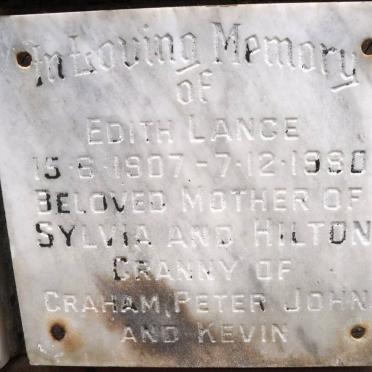 In Loving Memory
of
EDITH LANCE
15·6·1907-7·12·1980
BELOVED MOTHER OF
SYLVIA AND HILTON
GRANNY OF
GRAHAM, PETER JOHN
AND KEVIN